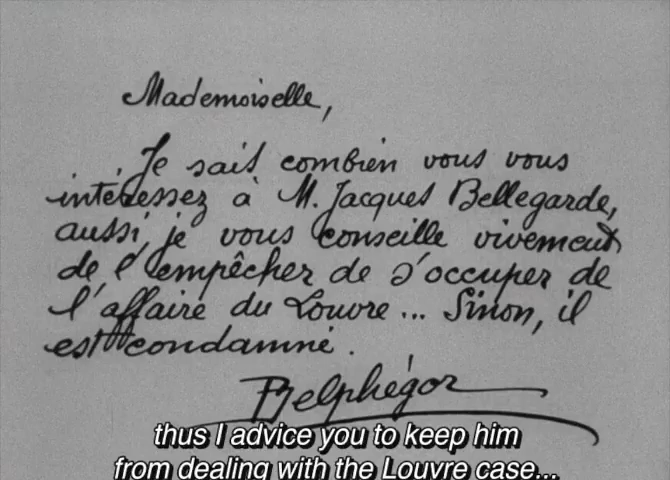 Mademoiselle,
Je sais combien vous vous
intéressez à M. Jacques Bellegarde,
aussi, je vous conseille vivement
de l'empêcher de s'occuper de
l'affaire du Louvre... Sinon, il
est condamné.
Belphégor
thus I advice you to keep him
from dealing with the Louvre case...